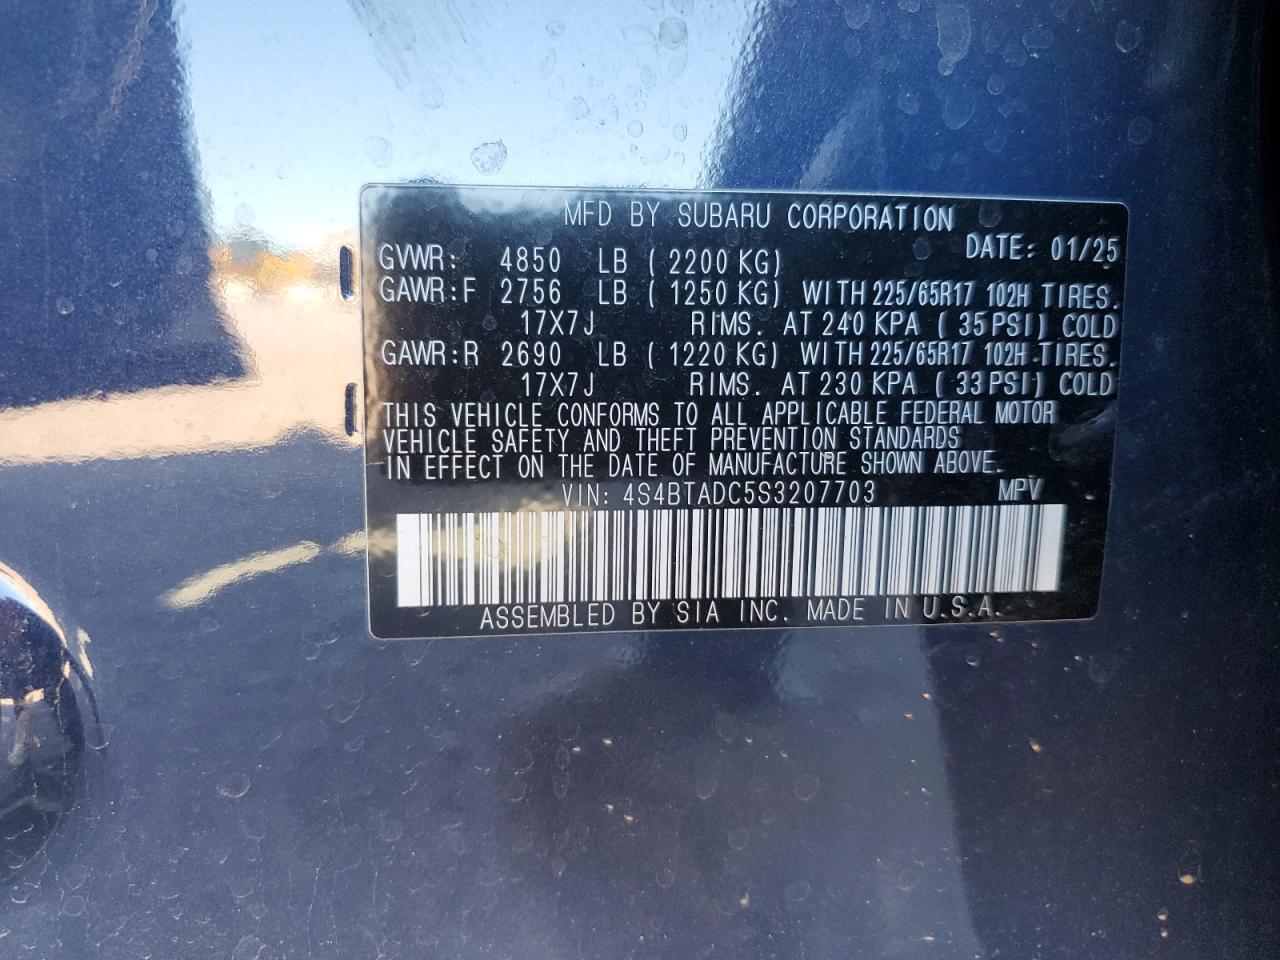 MFD BY SUBARU CORPORATION
DATE: 01/25
GVWR: 4850 LB (2200 KG)
GAWR:F 2756 LB (1250 KG) WITH 225/65R17 102H TIRES.
17X7J RIMS. AT 240 KPA (35PSI) COLD
GAWR:R 2690 LB (1220 KG) WITH 225/65R17 102H TIRES.
17X7J RIMS. AT 230 KPA (33PSI) COLD
THIS VEHICLE CONFORMS TO ALL APPLICABLE FEDERAL MOTOR
VEHICLE SAFETY AND THEFT PREVENTION STANDARDS
IN EFFECT ON THE DATE OF MANUFACTURE SHOWN ABOVE.
VIN: 4S4BTADC5S3207703 MPV
ASSEMBLED BY SIA INC. MADE IN U.S.A.